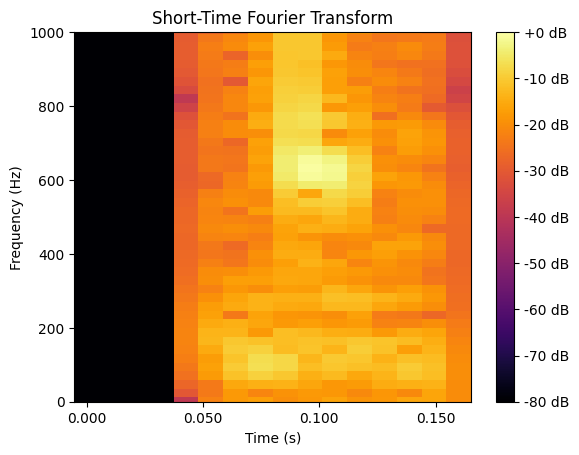 Short-Time Fourier Transform
1000
800
600
400
200
0
Frequency (Hz)
0.000
0.050
0.100
0.150
Time (s)
+0 dB
-10 dB
-20 dB
-30 dB
-40 dB
-50 dB
-60 dB
-70 dB
-80 dB